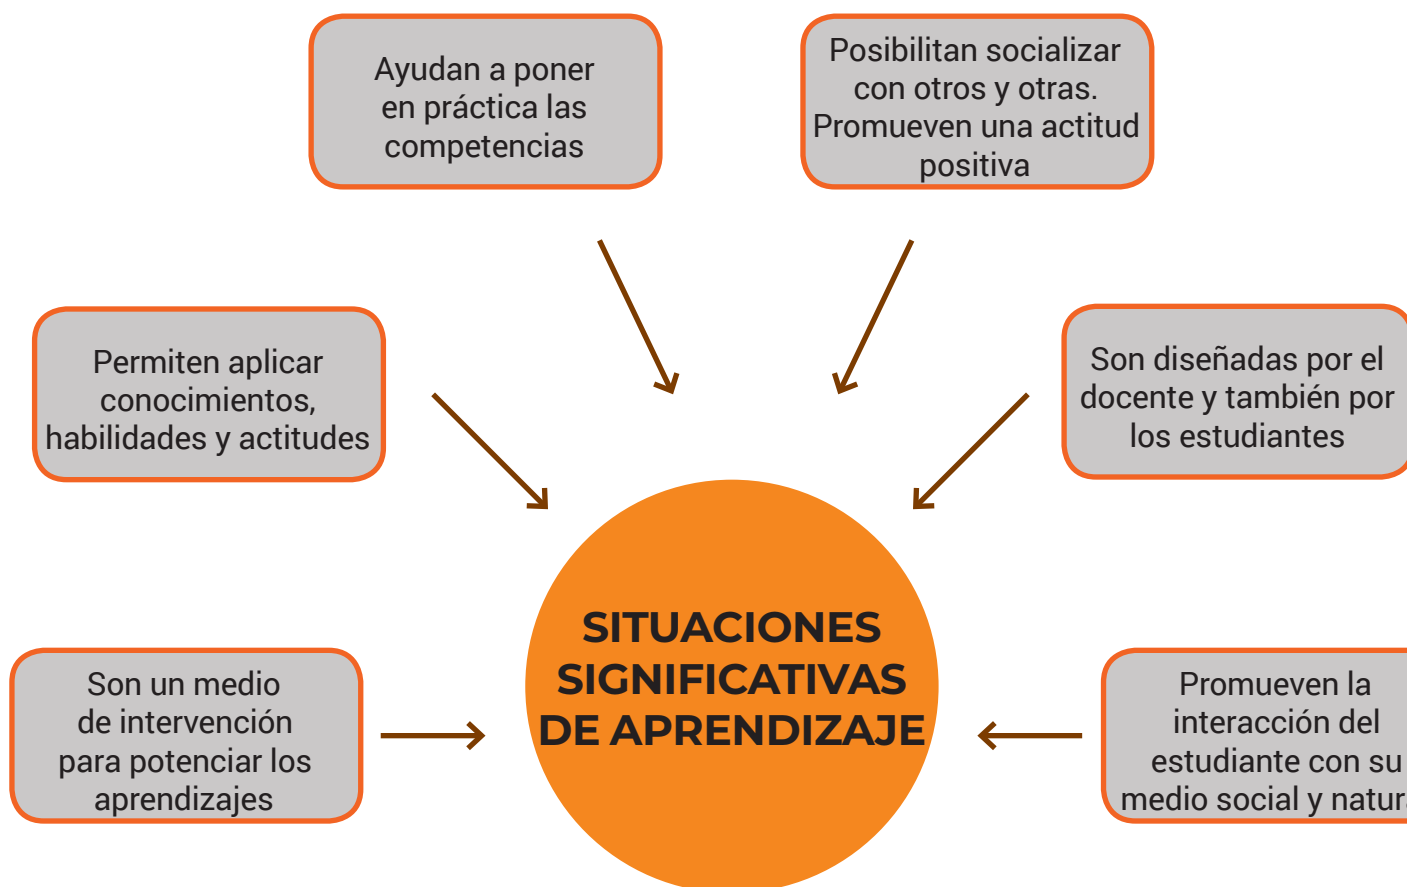 Ayudan a poner
en práctica las
competencias
Posibilitan socializar
con otros y otras.
Promueven una actitud
positiva
Permiten aplicar
conocimientos,
habilidades y actitudes
Son diseñadas por el
docente y también por
los estudiantes
SITUACIONES
SIGNIFICATIVAS
DE APRENDIZAJE
Son un medio
de intervención
para potenciar los
aprendizajes
Promueven la
interacción del
estudiante con su
medio social y